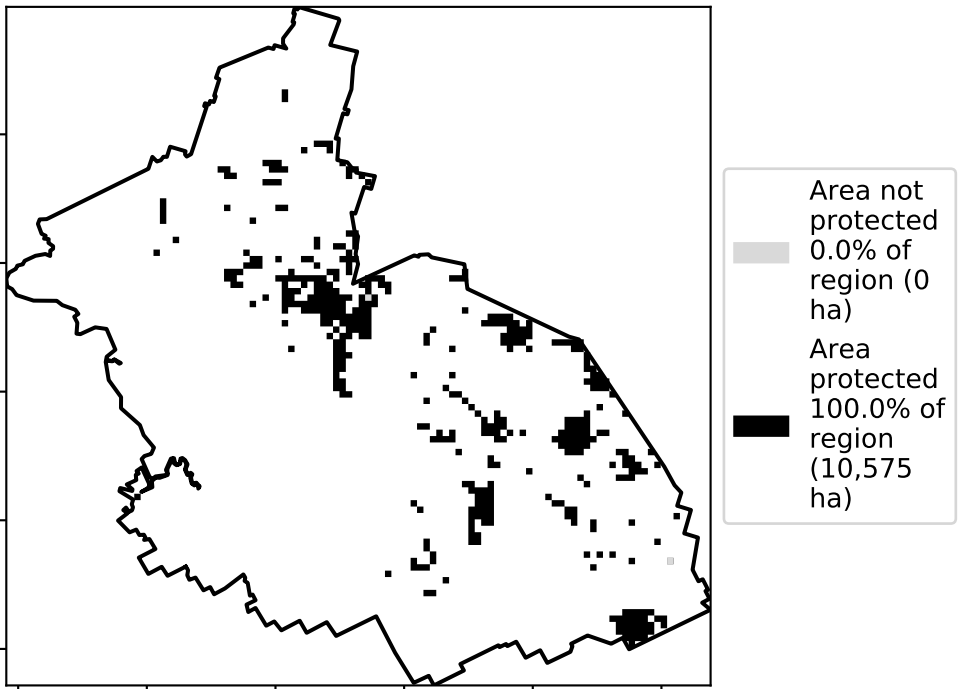 Area not
protected
0.0% of
region (0
ha)
Area
protected
100.0% of
region
(10,575
ha)